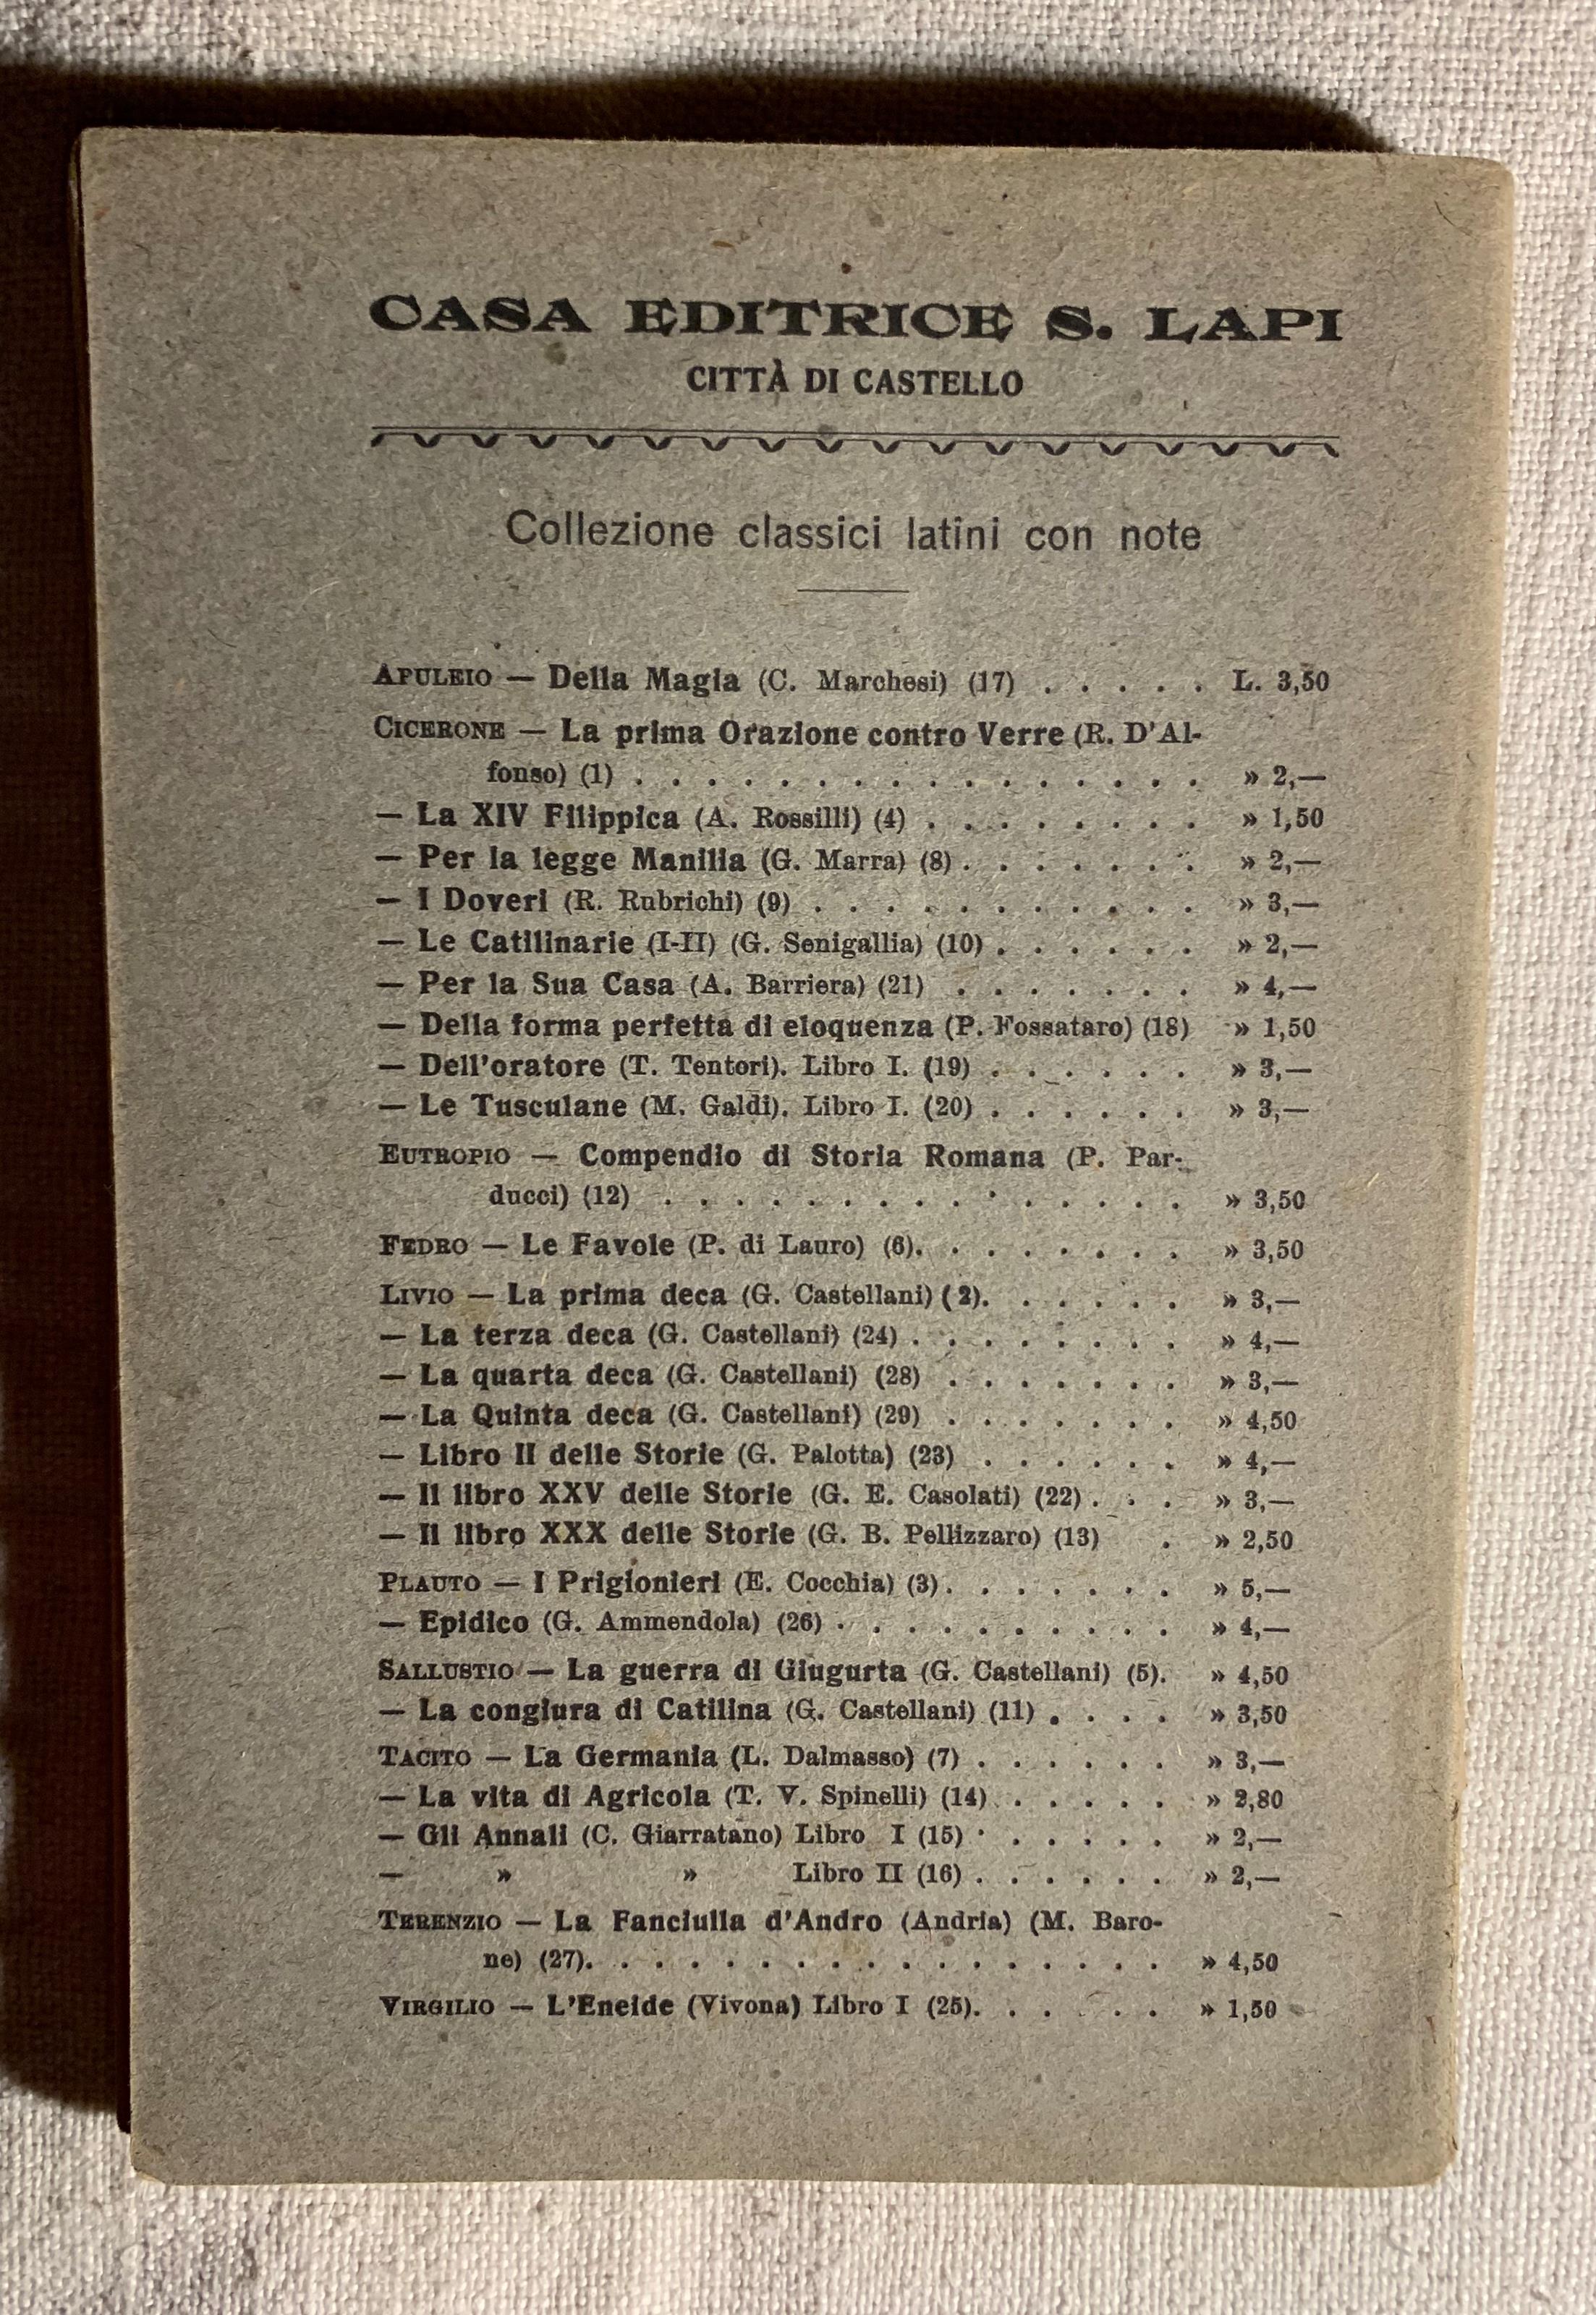 CASA EDITRICE S. LAPI
CITTÀ DI CASTELLO
Collezione classici latini con note
APULEIO — Della Magia (C. Marchesi) (17) . . . . . L. 3,50
CICERONE — La prima Orazione contro Verre (R. D'Al-
fonso) (1) . . . . . . . . . . . . . . . . » 2,—
— La XIV Filippica (A. Rossilli) (4) . . . . . . . . » 1,50
— Per la legge Manilia (G. Marra) (8) . . . . . . . » 2,—
— I Doveri (R. Rubrichi) (9) . . . . . . . . . . . » 3,—
— Le Catilinarie (I-II) (G. Senigallia) (10) . . . . . . » 2,—
— Per la Sua Casa (A. Barriera) (21) . . . . . . . » 4,—
— Della forma perfetta di eloquenza (P. Fossataro) (18) » 1,50
— Dell'oratore (T. Tentori). Libro I. (19) . . . . . . » 3,—
— Le Tusculane (M. Galdi). Libro I. (20) . . . . . . » 3,—
EUTROPIO — Compendio di Storia Romana (P. Par-
ducci) (12) . . . . . . . . . . . . . . . » 3,50
FEDRO — Le Favole (P. di Lauro) (6). . . . . . . . » 3,50
LIVIO — La prima deca (G. Castellani) (2). . . . . . » 3,—
— La terza deca (G. Castellani) (24) . . . . . . . . » 4,—
— La quarta deca (G. Castellani) (28) . . . . . . . » 3,—
— La Quinta deca (G. Castellani) (29) . . . . . . . » 4,50
— Libro II delle Storie (G. Palotta) (23) . . . . . . » 4,—
— Il libro XXV delle Storie (G. E. Casolati) (22) . . . » 3,—
— Il libro XXX delle Storie (G. B. Pellizzaro) (13) . » 2,50
PLAUTO — I Prigionieri (E. Cocchia) (3) . . . . . . . » 5,—
— Epidico (G. Ammendola) (26) . . . . . . . . . . » 4,—
SALLUSTIO — La guerra di Giugurta (G. Castellani) (5). » 4,50
— La congiura di Catilina (G. Castellani) (11) . . . . » 3,50
TACITO — La Germania (L. Dalmasso) (7) . . . . . . » 3,—
— La vita di Agricola (T. V. Spinelli) (14) . . . . . » 2,80
— Gli Annali (C. Giarratano) Libro I (15) . . . . . . » 2,—
— » » Libro II (16) . . . . . . » 2,—
TERENZIO — La Fanciulla d'Andro (Andria) (M. Baro-
ne) (27). . . . . . . . . . . . . . . . . » 4,50
VIRGILIO — L'Eneide (Vivona) Libro I (25). . . . . . » 1,50